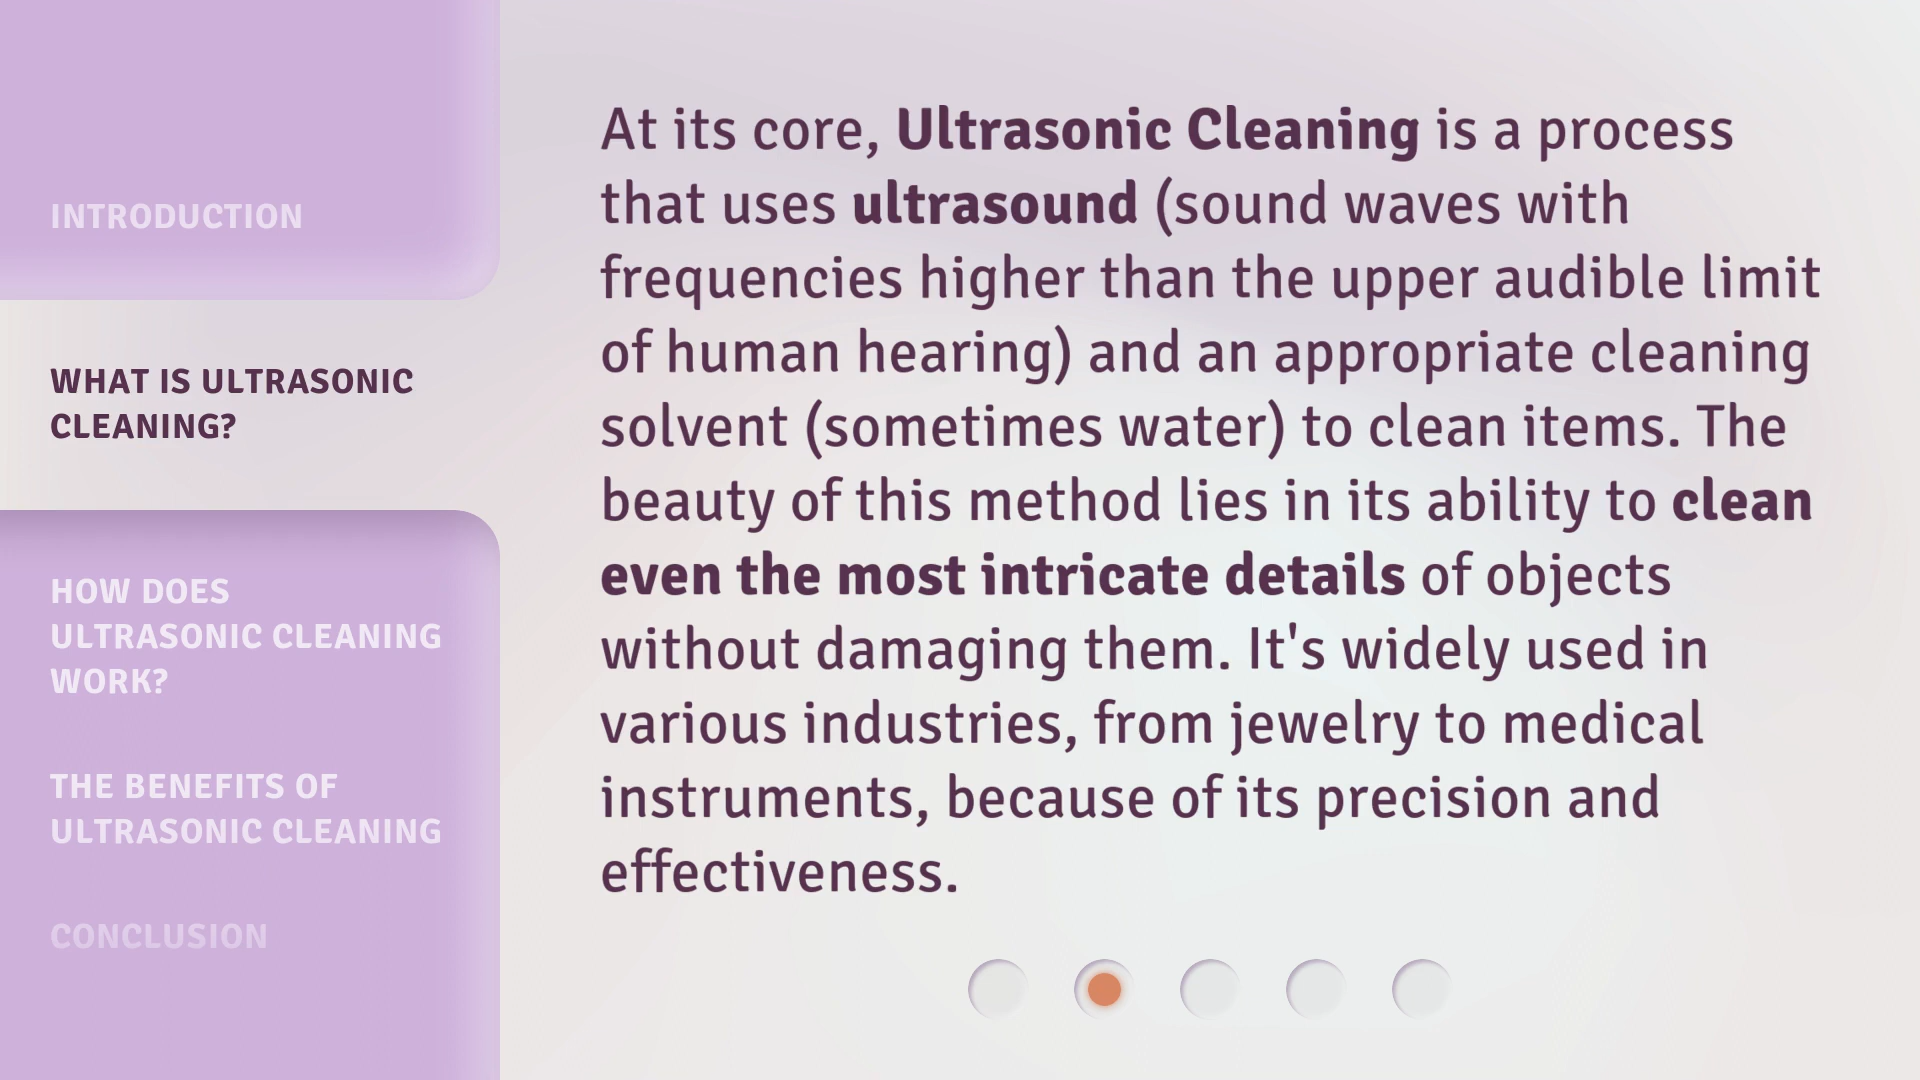 INTRODUCTION
WHAT IS ULTRASONIC
CLEANING?
HOW DOES
ULTRASONIC CLEANING
WORK?
THE BENEFITS OF
ULTRASONIC CLEANING
CONCLUSION
At its core, Ultrasonic Cleaning is a process
that uses ultrasound (sound waves with
frequencies higher than the upper audible limit
of human hearing) and an appropriate cleaning
solvent (sometimes water) to clean items. The
beauty of this method lies in its ability to clean
even the most intricate details of objects
without damaging them. It's widely used in
various industries, from jewelry to medical
instruments, because of its precision and
effectiveness.